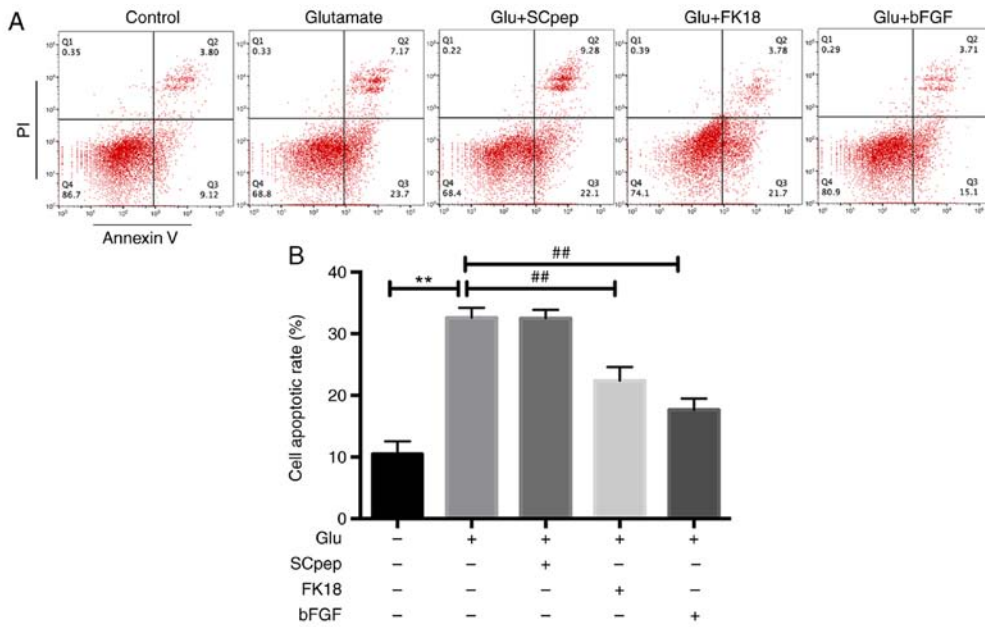 A
Control
Glutamate
Glu+SCpep
Glu+FK18
Glu+bFGF
Q1 0.35 Q2 3.80
Q1 0.33 Q2 7.17
Q1 0.22 Q2 9.28
Q1 0.39 Q2 3.78
Q1 0.29 Q2 3.71
PI
Q4 86.7 Q3 9.12
Q4 68.8 Q3 23.7
Q4 68.4 Q3 22.1
Q4 74.1 Q3 21.7
Q4 80.9 Q3 15.1
Annexin V
B
##
** ##
Cell apoptotic rate (%)
40
30
20
10
0
Glu – + + + +
SCpep – – + – –
FK18 – – – + –
bFGF – – – – +